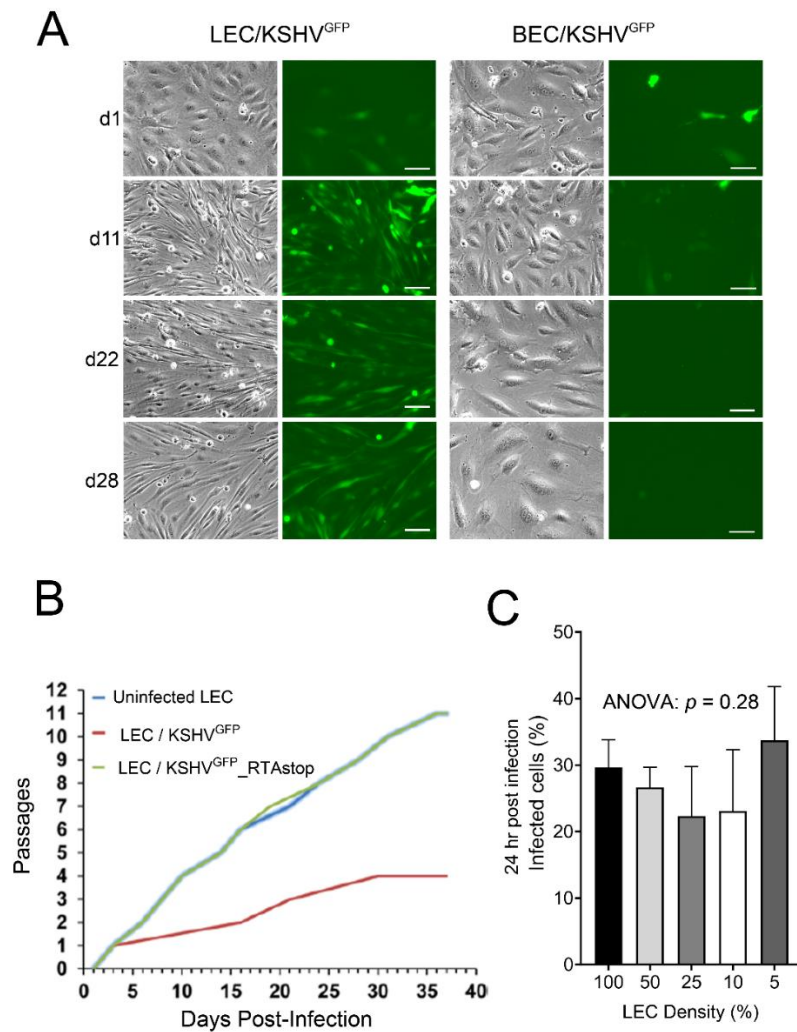 A
LEC/KSHVGFP
BEC/KSHVGFP
d1
d11
d22
d28
B
Passages
12
11
10
9
8
7
6
5
4
3
2
1
0
Uninfected LEC
LEC / KSHVGFP
LEC / KSHVGFP_RTAstop
0 5 10 15 20 25 30 35 40
Days Post-Infection
C
24 hr post infection
Infected cells (%)
50
40
30
20
10
0
ANOVA: p = 0.28
100 50 25 10 5
LEC Density (%)